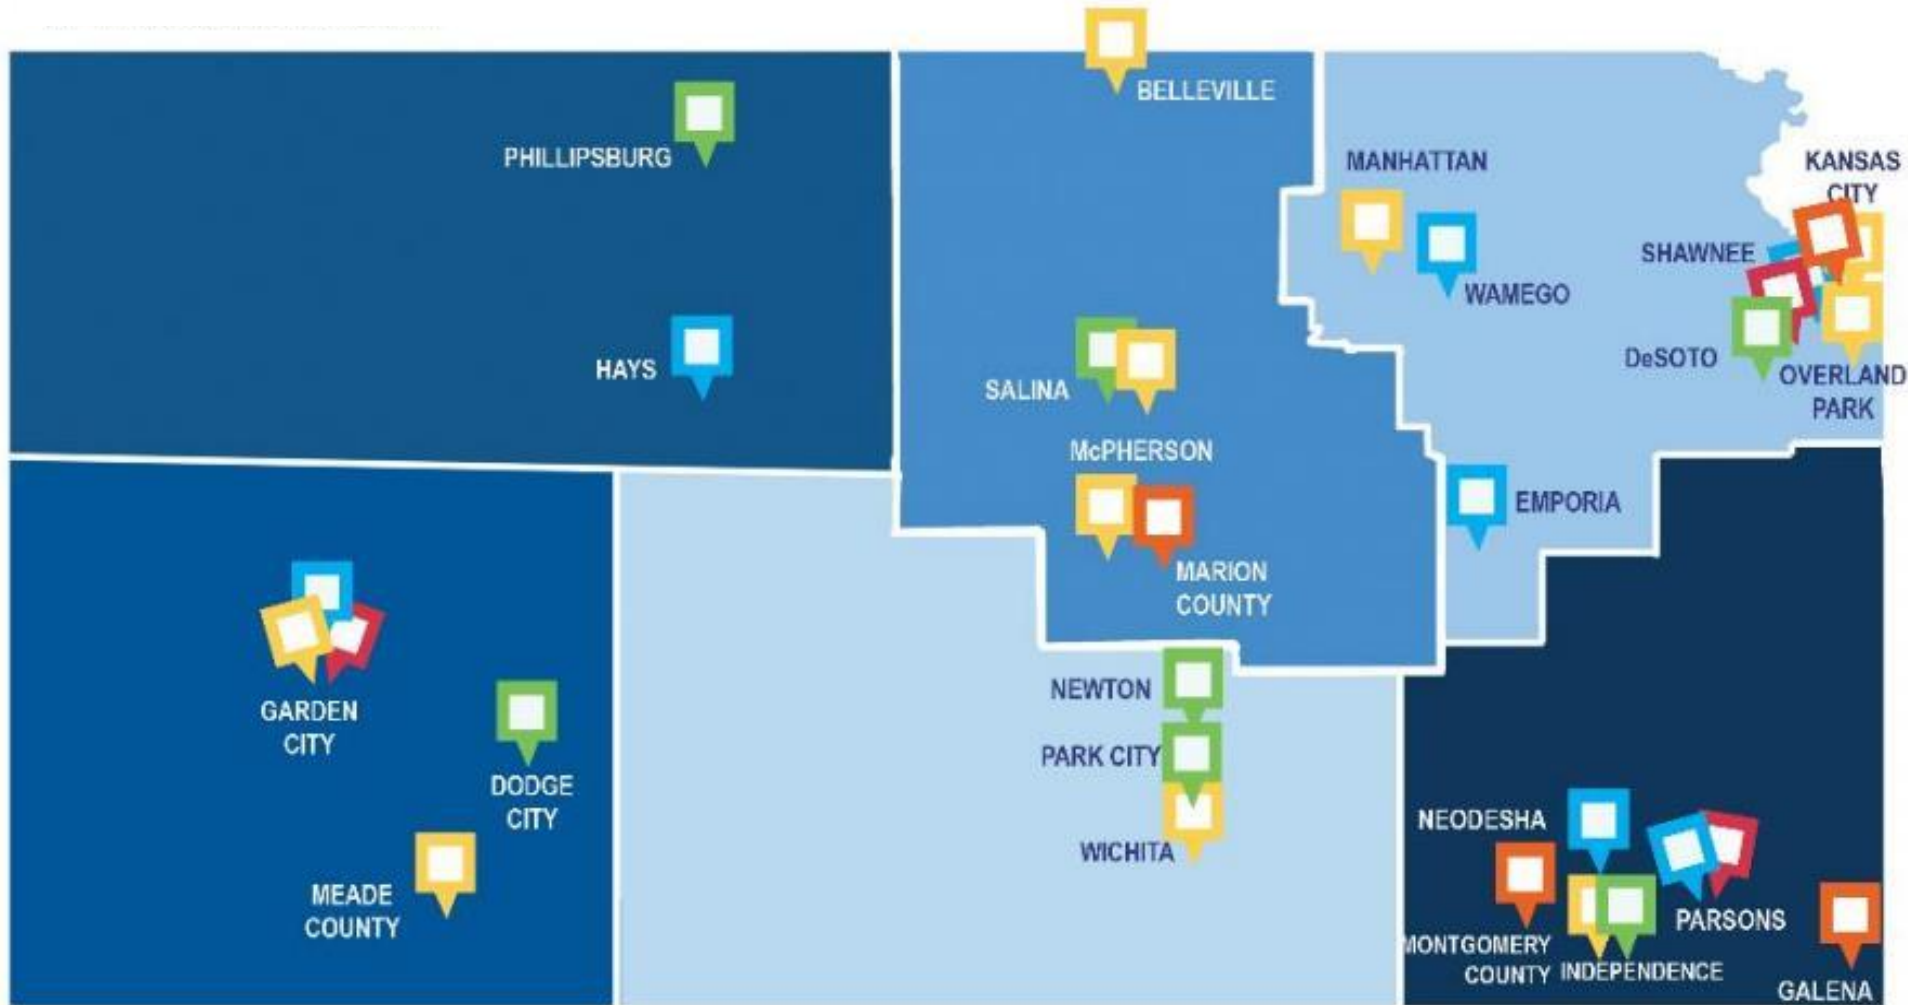 BELLEVILLE
PHILLIPSBURG
MANHATTAN
KANSAS
CITY
SHAWNEE
WAMEGO
HAYS
SALINA
DeSOTO
OVERLAND
PARK
McPHERSON
EMPORIA
MARION
COUNTY
NEWTON
GARDEN
CITY
PARK CITY
DODGE
CITY
WICHITA
NEODESHA
MEADE
COUNTY
PARSONS
MONTGOMERY
COUNTY
INDEPENDENCE
GALENA